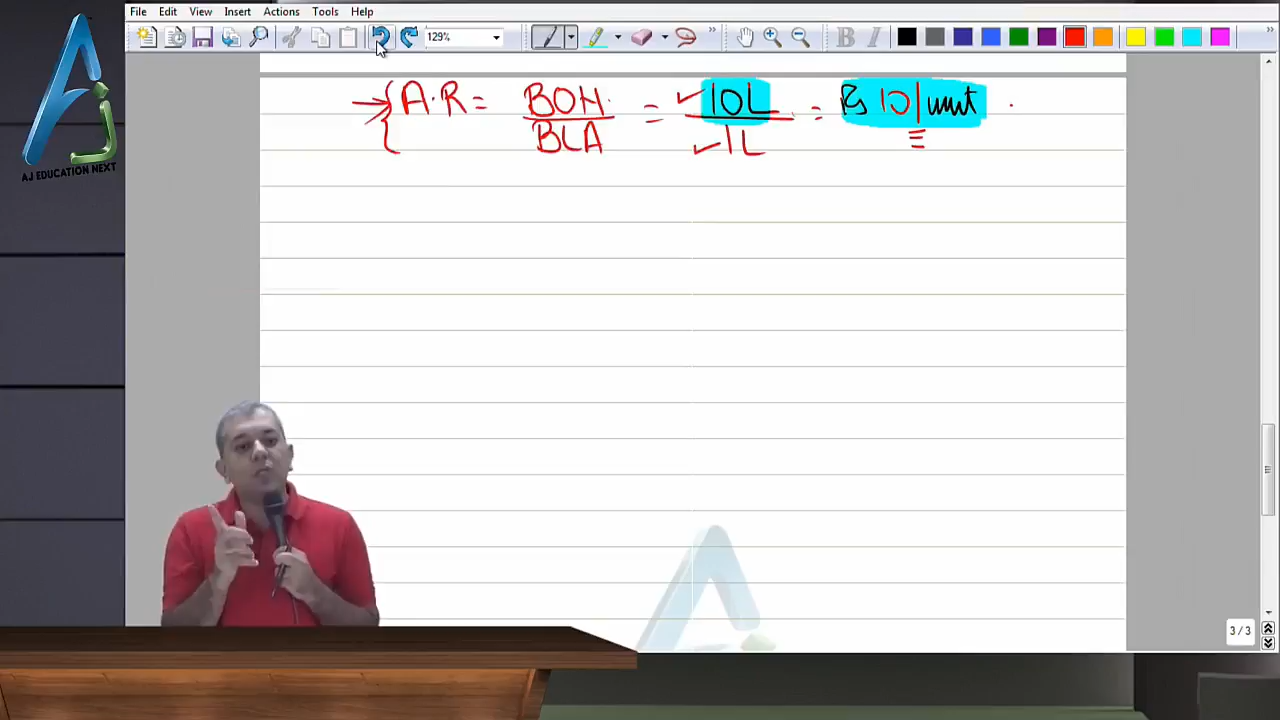 File Edit View Insert Actions Tools Help
129%
B I
AJ EDUCATION NEXT
A.R = BOH / BLA = 10L / 1L = Rs 10/unit
3 / 3